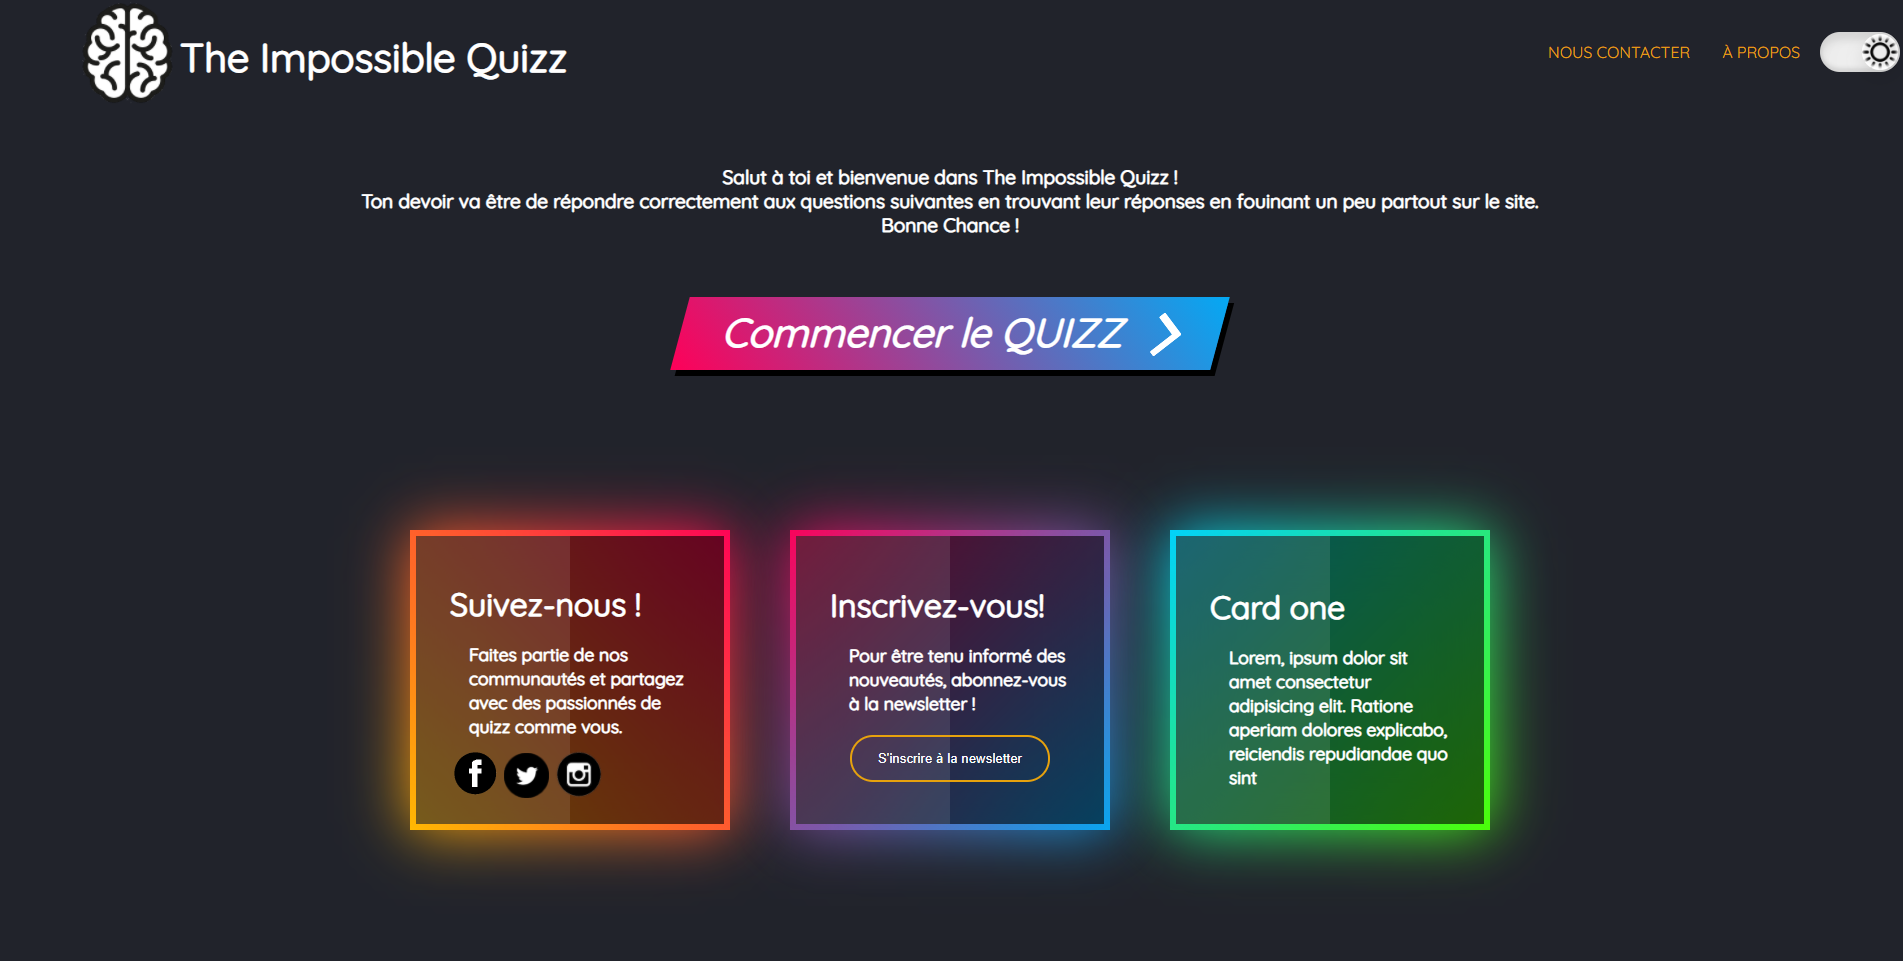 The Impossible Quizz
NOUS CONTACTER
À PROPOS
Salut à toi et bienvenue dans The Impossible Quizz !
Ton devoir va être de répondre correctement aux questions suivantes en trouvant leur réponses en fouinant un peu partout sur le site.
Bonne Chance !
Commencer le QUIZZ
Suivez-nous !
Faites partie de nos
communautés et partagez
avec des passionnés de
quizz comme vous.
Inscrivez-vous!
Pour être tenu informé des
nouveautés, abonnez-vous
à la newsletter !
S'inscrire à la newsletter
Card one
Lorem, ipsum dolor sit
amet consectetur
adipisicing elit. Ratione
aperiam dolores explicabo,
reiciendis repudiandae quo
sint